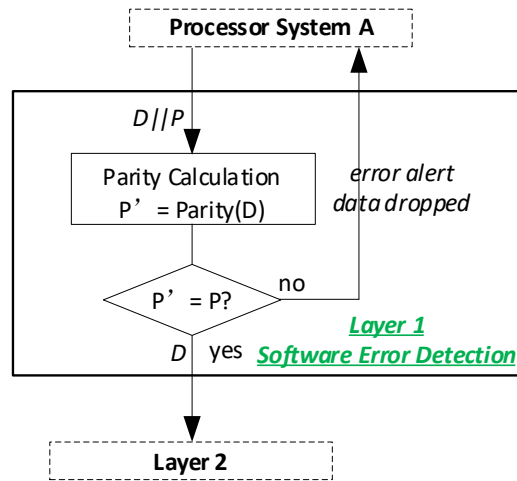 Processor System A
D||P
Parity Calculation
P' = Parity(D)
error alert
data dropped
P' = P?
no
Layer 1
Software Error Detection
D
yes
Layer 2